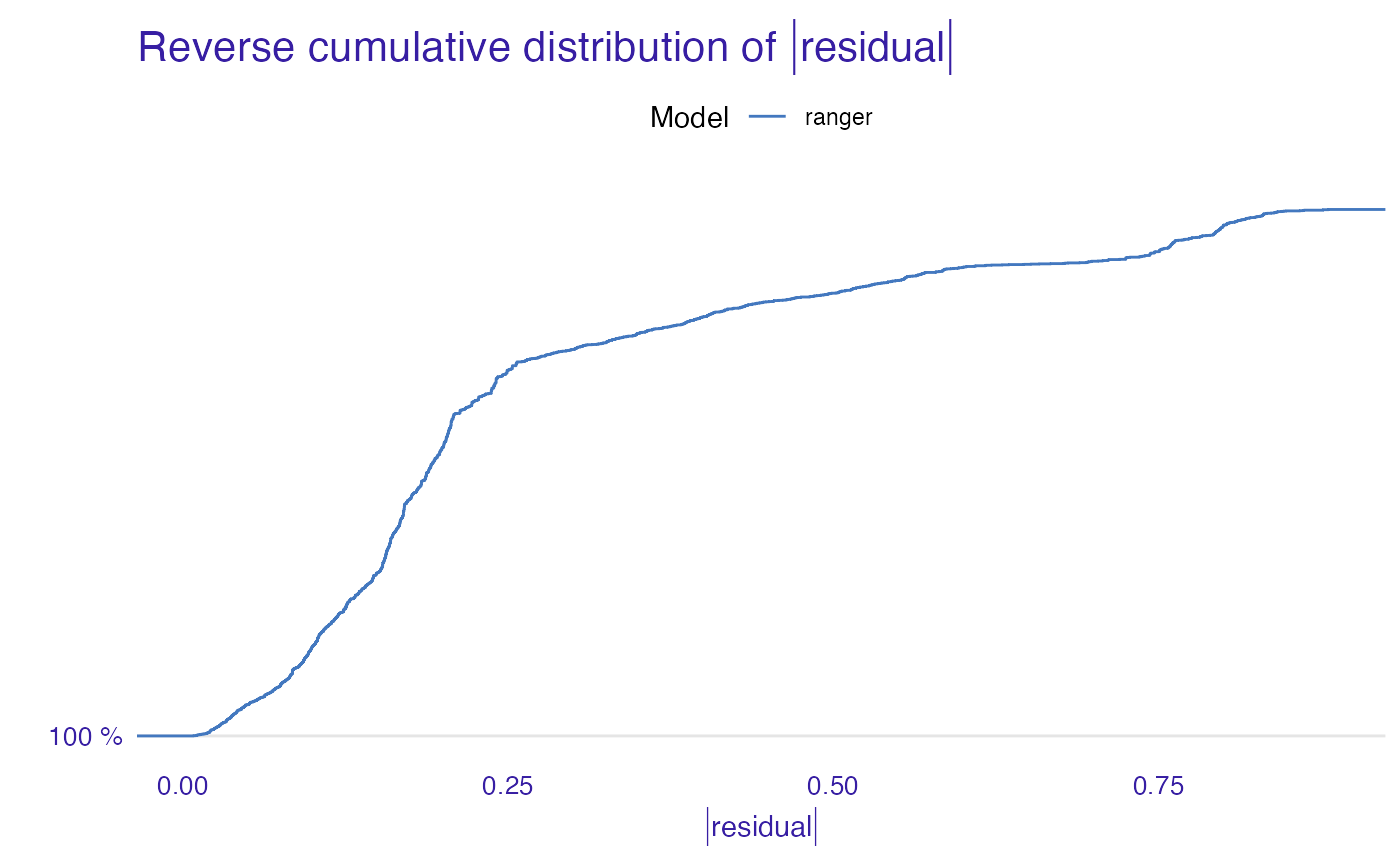 Reverse cumulative distribution of |residual|
Model ranger
100 %
0.00 0.25 0.50 0.75
|residual|